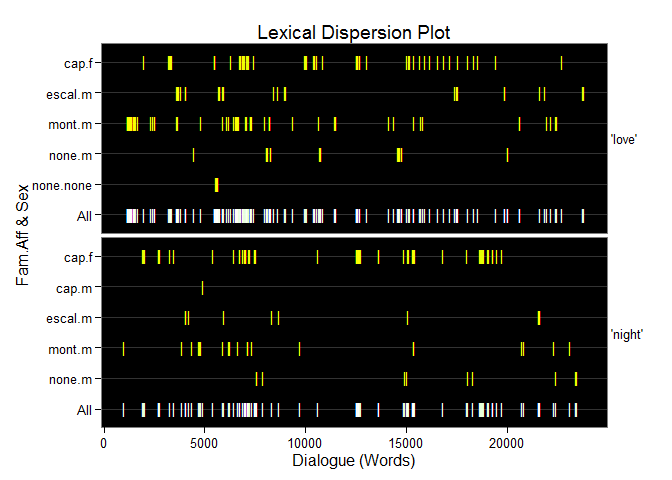 Lexical Dispersion Plot
cap.f
escal.m
mont.m
none.m
none.none
All
'love'
cap.f
cap.m
escal.m
mont.m
none.m
All
'night'
Fam.Aff & Sex
0 5000 10000 15000 20000
Dialogue (Words)